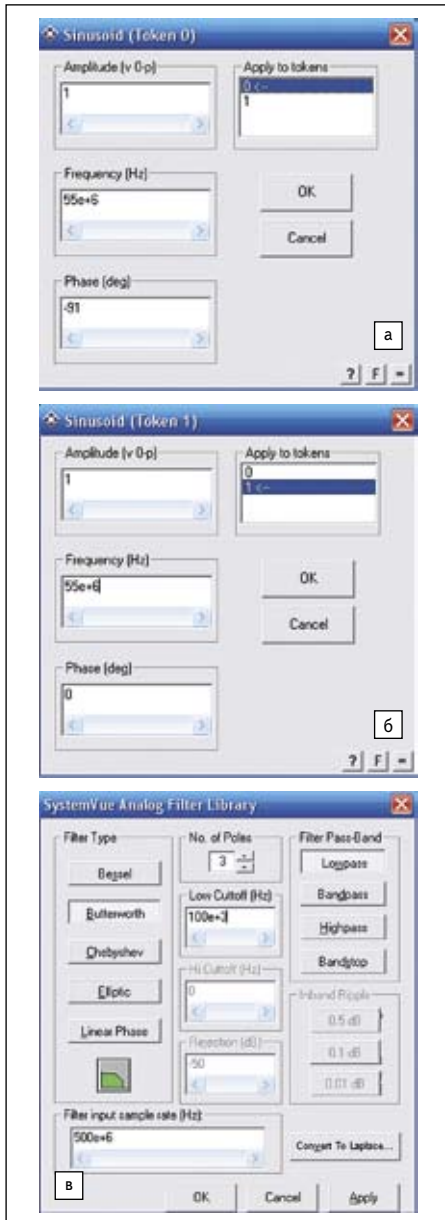 Sinusoid (Token 0)
Amplitude (v 0-p)
1
Apply to tokens
0 <--
1
Frequency (Hz)
55e+6
OK
Cancel
Phase (deg)
-91
а
? F =
Sinusoid (Token 1)
Amplitude (v 0-p)
1
Apply to tokens
0
1 <--
Frequency (Hz)
55e+6
OK
Cancel
Phase (deg)
0
б
? F =
SystemVue Analog Filter Library
Filter Type
Bessel
Butterworth
Chebyshev
Elliptic
Linear Phase
No. of Poles
3
Low Cuttoff (Hz)
100e+3
Hi Cuttoff (Hz)
0
Rejection (dB)
-50
Filter Pass-Band
Lowpass
Bandpass
Highpass
Bandstop
Inband Ripple
0.5 dB
0.1 dB
0.01 dB
Filter input sample rate (Hz):
500e+6
Convert To Laplace...
в
OK
Cancel
Apply